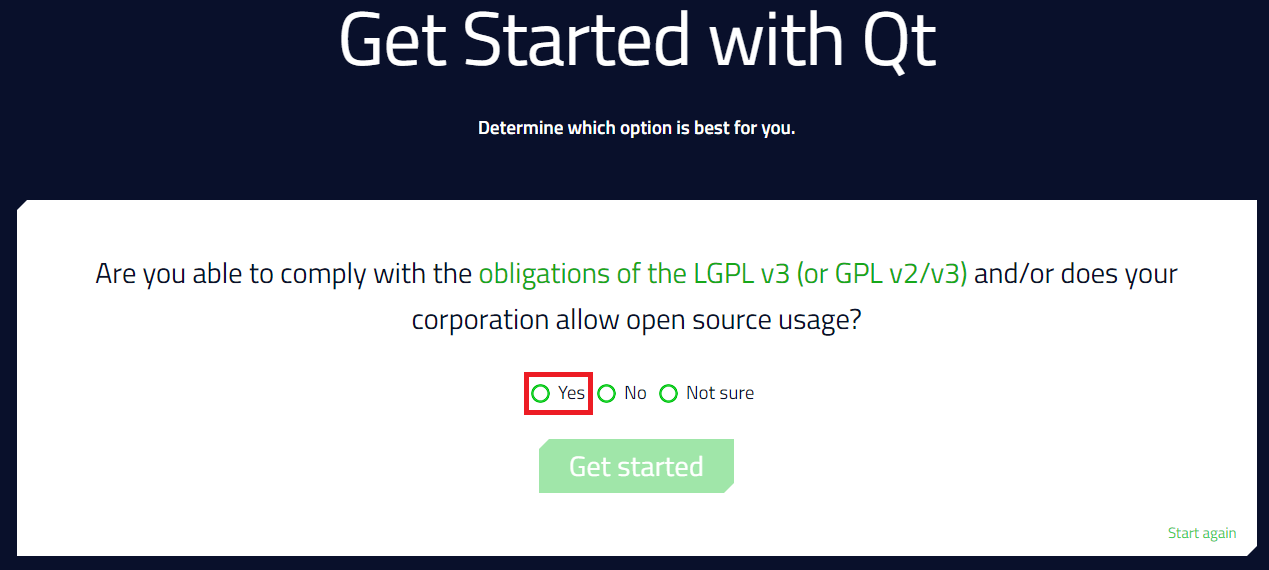 Get Started with Qt
Determine which option is best for you.
Are you able to comply with the obligations of the LGPL v3 (or GPL v2/v3) and/or does your
corporation allow open source usage?
Yes No Not sure
Get started
Start again